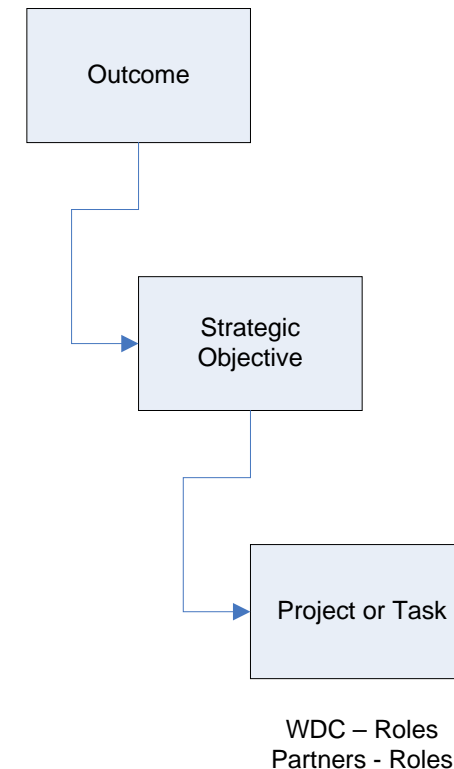 Outcome
Strategic
Objective
Project or Task
WDC – Roles
Partners - Roles